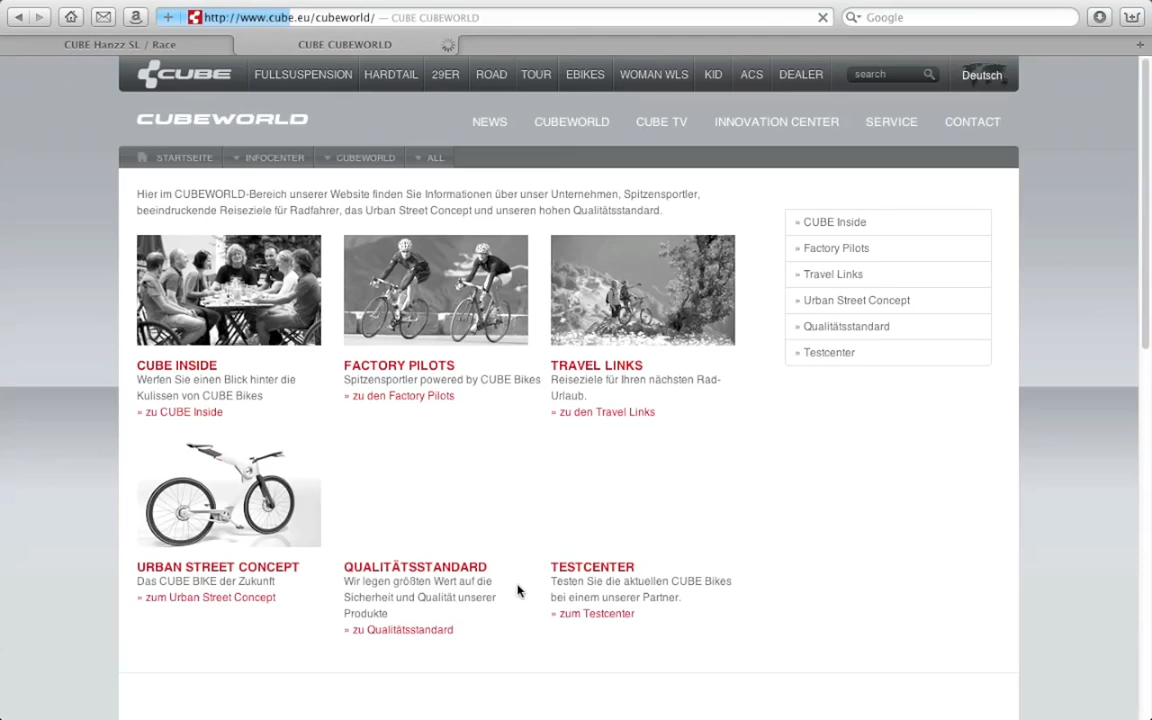 http://www.cube.eu/cubeworld/ — CUBE CUBEWORLD
Google
CUBE Hanzz SL / Race
CUBE CUBEWORLD
CUBE
FULLSUSPENSION
HARDTAIL
29ER
ROAD
TOUR
EBIKES
WOMAN WLS
KID
ACS
DEALER
search
Deutsch
CUBEWORLD
NEWS
CUBEWORLD
CUBE TV
INNOVATION CENTER
SERVICE
CONTACT
STARTSEITE
INFOCENTER
CUBEWORLD
ALL
Hier im CUBEWORLD-Bereich unserer Website finden Sie Informationen über unser Unternehmen, Spitzensportler,
beeindruckende Reiseziele für Radfahrer, das Urban Street Concept und unseren hohen Qualitätsstandard.
» CUBE Inside
» Factory Pilots
» Travel Links
» Urban Street Concept
» Qualitätsstandard
» Testcenter
CUBE INSIDE
Werfen Sie einen Blick hinter die
Kulissen von CUBE Bikes
» zu CUBE Inside
FACTORY PILOTS
Spitzensportler powered by CUBE Bikes
» zu den Factory Pilots
TRAVEL LINKS
Reiseziele für Ihren nächsten Rad-
Urlaub.
» zu den Travel Links
URBAN STREET CONCEPT
Das CUBE BIKE der Zukunft
» zum Urban Street Concept
QUALITÄTSSTANDARD
Wir legen größten Wert auf die
Sicherheit und Qualität unserer
Produkte
» zu Qualitätsstandard
TESTCENTER
Testen Sie die aktuellen CUBE Bikes
bei einem unserer Partner.
» zum Testcenter